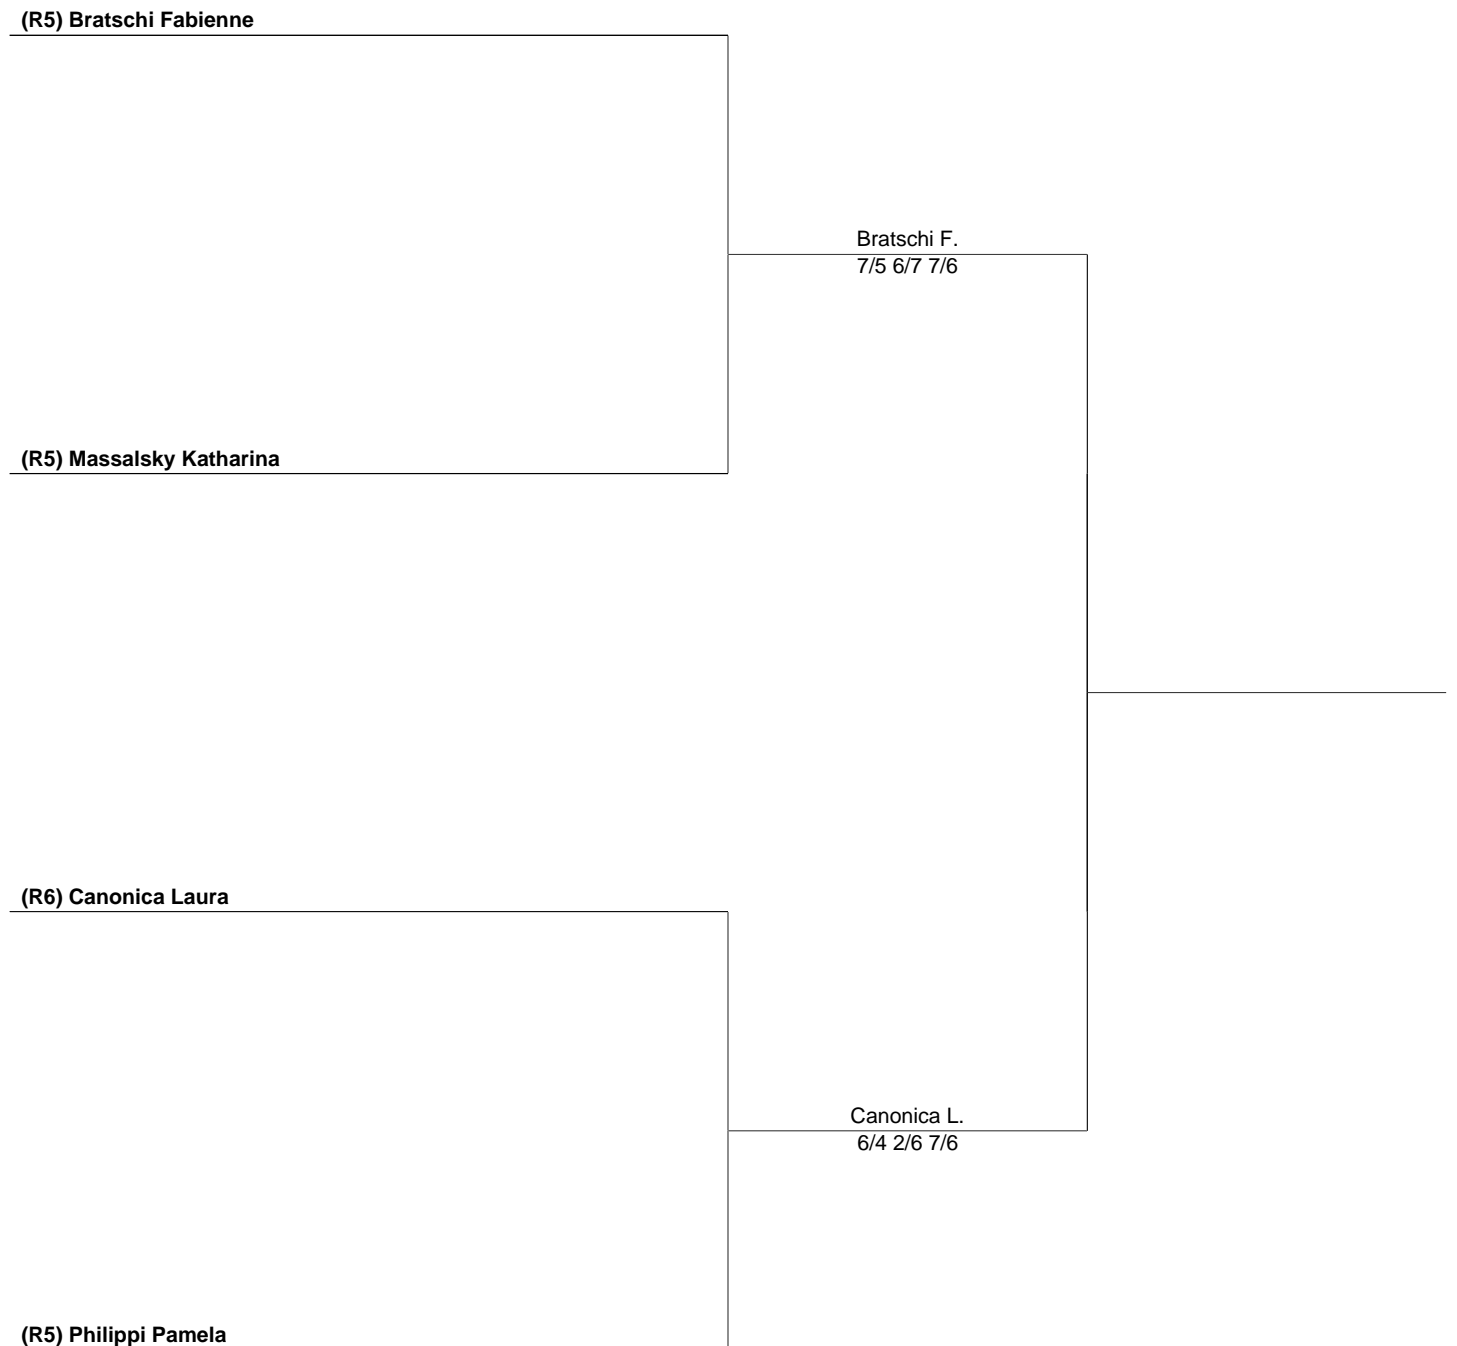 (R5) Bratschi Fabienne
Bratschi F.
7/5 6/7 7/6
(R5) Massalsky Katharina
(R6) Canonica Laura
Canonica L.
6/4 2/6 7/6
(R5) Philippi Pamela